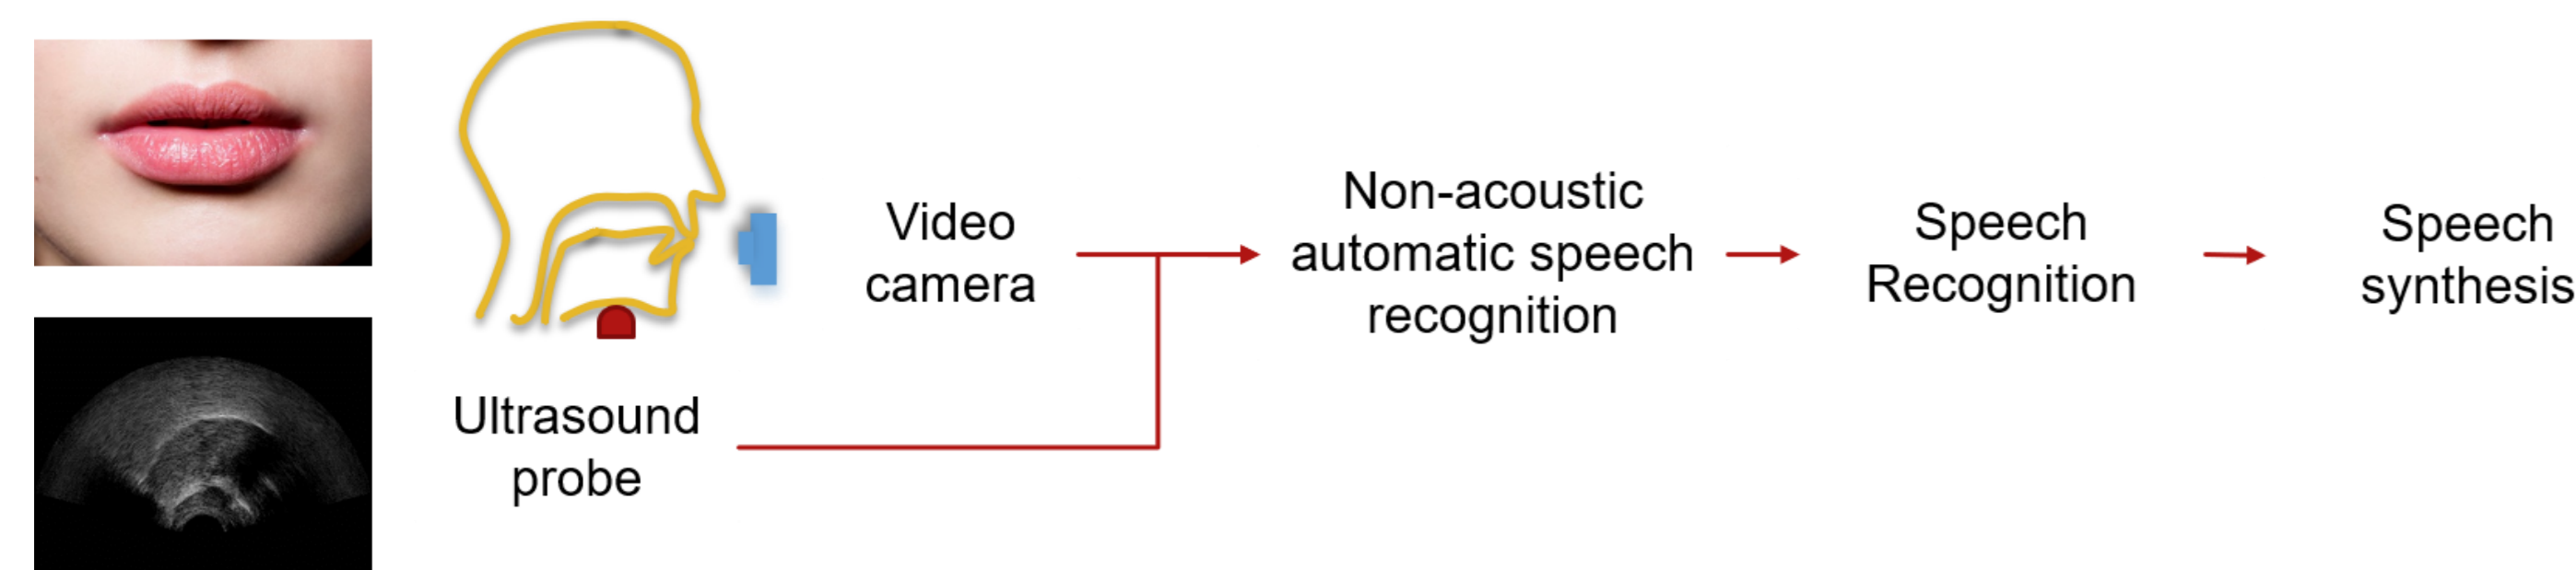 Video
camera
Ultrasound
probe
Non-acoustic
automatic speech
recognition
Speech
Recognition
Speech
synthesis